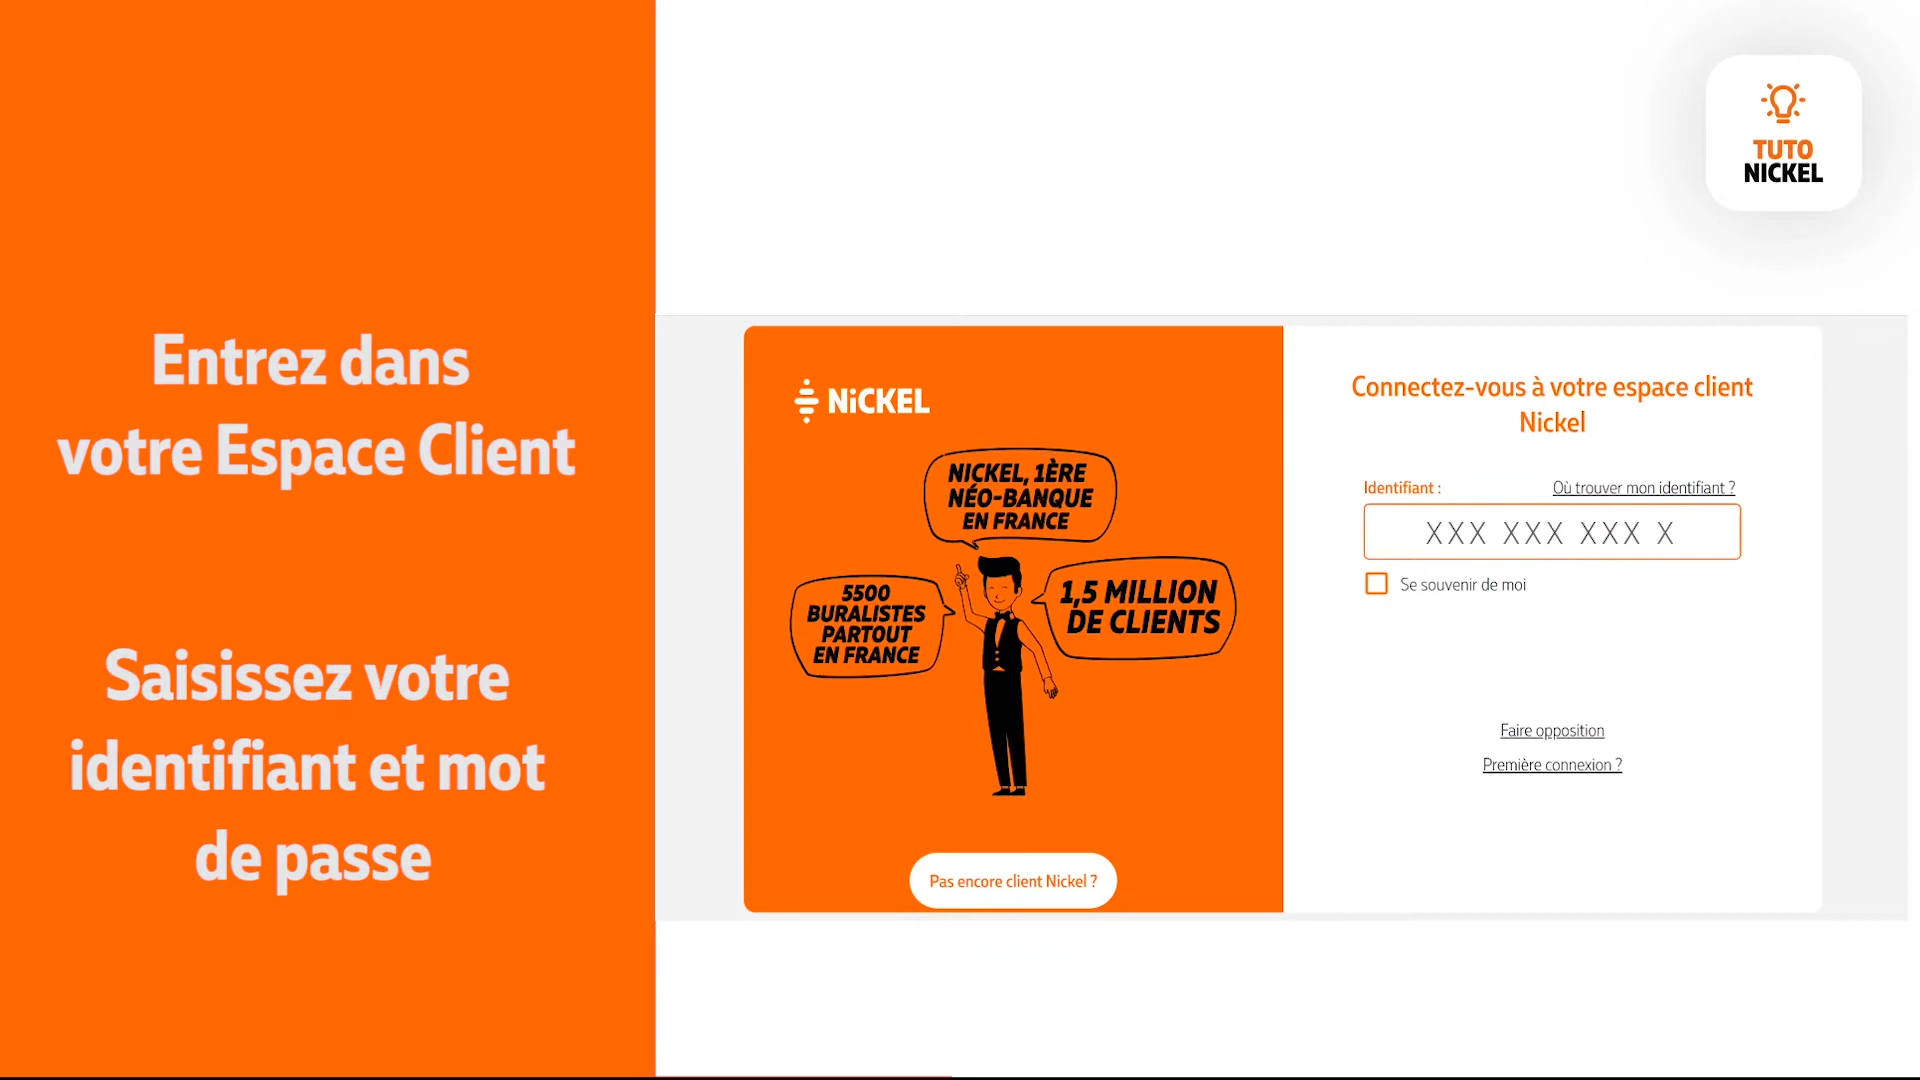 Entrez dans
votre Espace Client
Saisissez votre
identifiant et mot
de passe
TUTO
NICKEL
NiCKEL
NICKEL, 1ÈRE
NÉO-BANQUE
EN FRANCE
5500
BURALISTES
PARTOUT
EN FRANCE
1,5 MILLION
DE CLIENTS
Pas encore client Nickel ?
Connectez-vous à votre espace client
Nickel
Identifiant : Où trouver mon identifiant ?
XXX XXX XXX X
Se souvenir de moi
Faire opposition
Première connexion ?